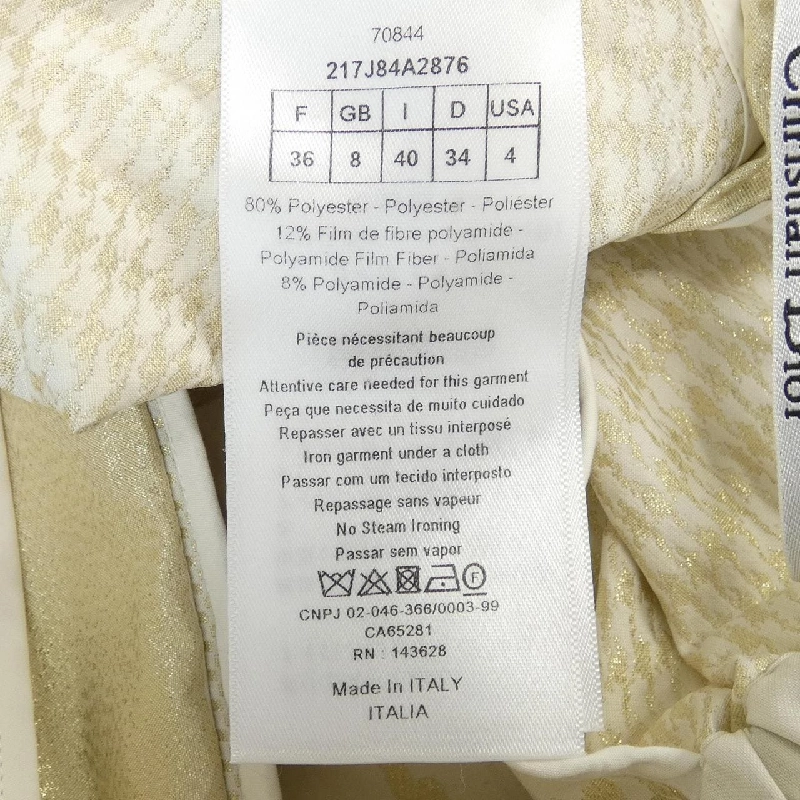 70844
217J84A2876
F GB I D USA
36 8 40 34 4
80% Polyester - Polyester - Poliéster
12% Film de fibre polyamide -
Polyamide Film Fiber - Poliamida
8% Polyamide - Polyamide -
Poliamida
Pièce nécessitant beaucoup
de précaution
Attentive care needed for this garment
Peça que necessita de muito cuidado
Repasser avec un tissu interposé
Iron garment under a cloth
Passar com um tecido interposto
Repassage sans vapeur
No Steam Ironing
Passar sem vapor
F
CNPJ 02-046-366/0003-99
CA65281
RN : 143628
Made In ITALY
ITALIA
Christian Dior